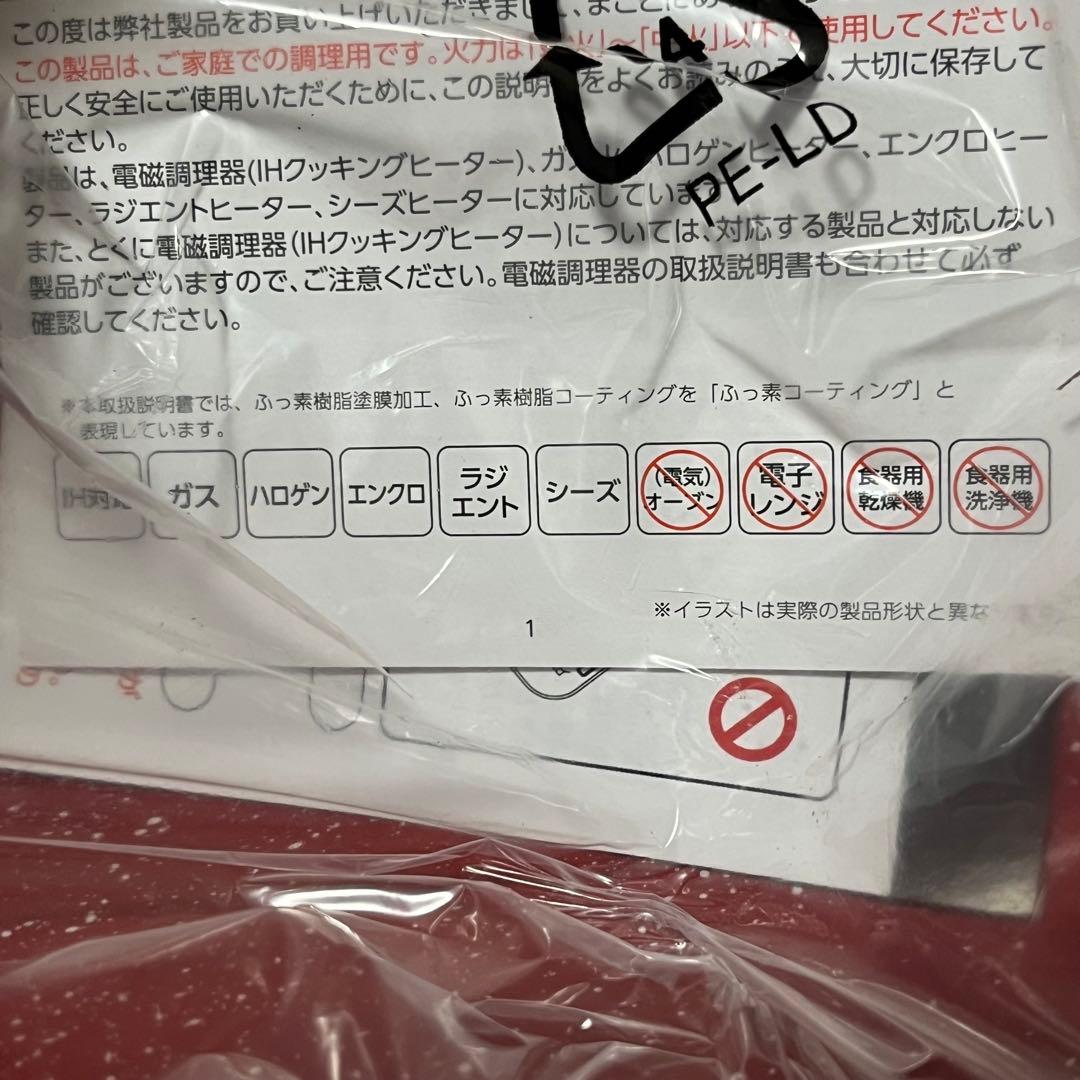 この度は弊社製品をお買い上げいただきまし
この製品は、ご家庭での調理用です。火力は「
使用してください。
正しく安全にご使用いただくために、この説明
をよくお読みのうえ、大切に保存して
ください。
製品は、電磁調理器(IHクッキングヒーター)、ガ
ハロゲンヒーター、エンクロヒー
ター、ラジエントヒーター、シーズヒーターに対応していま
また、とくに電磁調理器(IHクッキングヒーター)については、対応する製品と対応しない
製品がございますので、ご注意ください。電磁調理器の取扱説明書も合わせて必ず
確認してください。
4
PE-LD
※本取扱説明書では、ふっ素樹脂塗膜加工、ふっ素樹脂コーティングを「ふっ素コーティング」と
表現しています。
IH対応
ガス
ハロゲン
エンクロ
ラジ
エント
シーズ
(電気)
オーブン
電子
レンジ
食器用
乾燥機
食器用
洗浄機
※イラストは実際の製品形状と異な
1